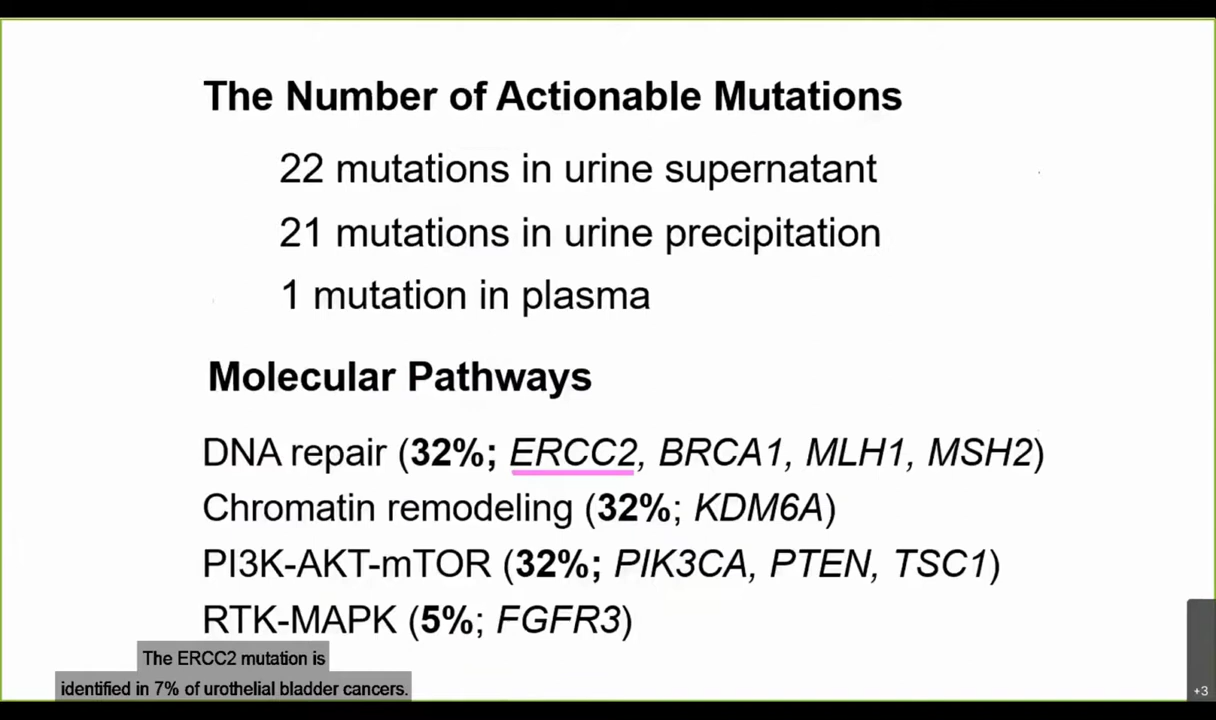 The Number of Actionable Mutations
22 mutations in urine supernatant
21 mutations in urine precipitation
1 mutation in plasma
Molecular Pathways
DNA repair (32%; ERCC2, BRCA1, MLH1, MSH2)
Chromatin remodeling (32%; KDM6A)
PI3K-AKT-mTOR (32%; PIK3CA, PTEN, TSC1)
RTK-MAPK (5%; FGFR3)
The ERCC2 mutation is
identified in 7% of urothelial bladder cancers.
+3